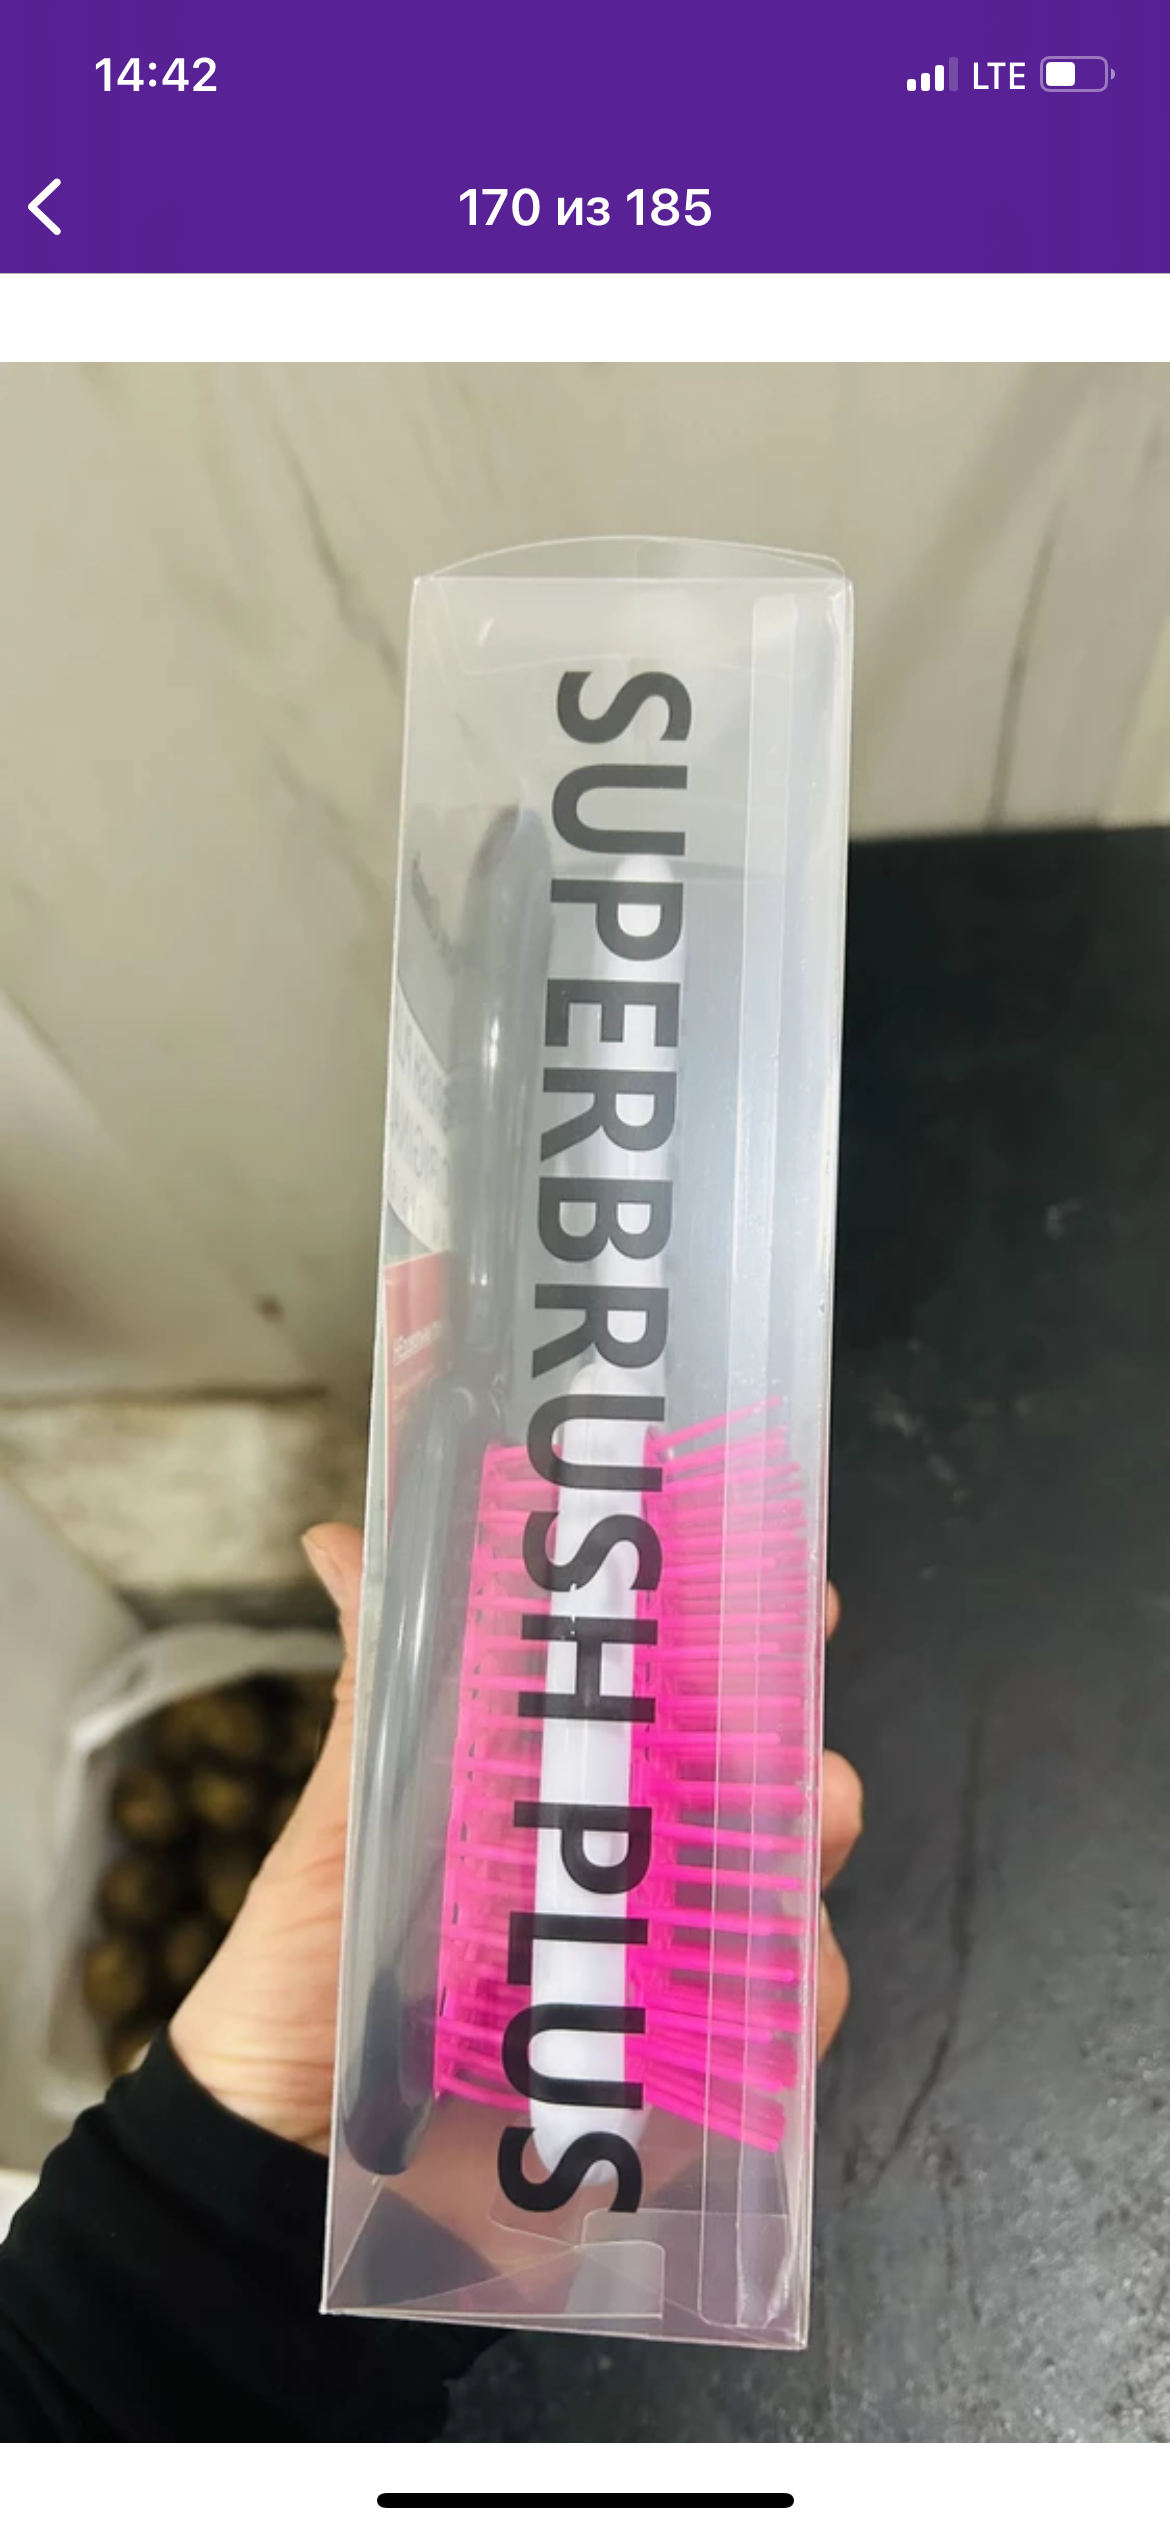 14:42
LTE
170 из 185
SUPERBRUSH PLUS